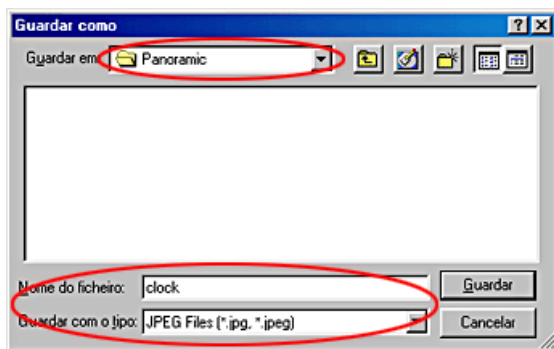 Guardar como
Guardar em: Panoramic
Nome do ficheiro: clock
Guardar
Guardar com o tipo: JPEG Files (*.jpg, *.jpeg)
Cancelar